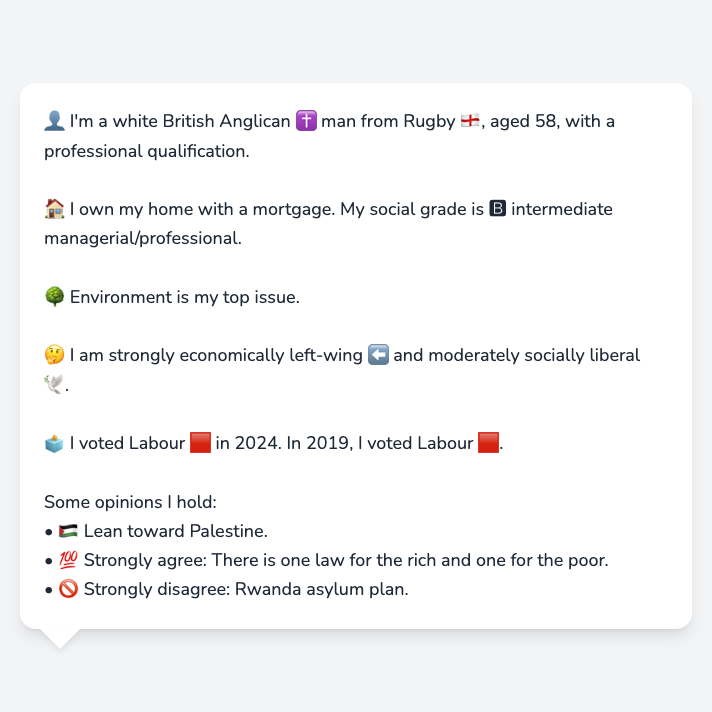 👤 I'm a white British Anglican ✝️ man from Rugby 🏴󠁧󠁢󠁥󠁮󠁧󠁿, aged 58, with a
professional qualification.
🏠 I own my home with a mortgage. My social grade is 🅱 intermediate
managerial/professional.
🌳 Environment is my top issue.
🤔 I am strongly economically left-wing ⬅️ and moderately socially liberal
🕊️.
🗳️ I voted Labour 🟥 in 2024. In 2019, I voted Labour 🟥.
Some opinions I hold:
• 🇵🇸 Lean toward Palestine.
• 💯 Strongly agree: There is one law for the rich and one for the poor.
• 🚫 Strongly disagree: Rwanda asylum plan.